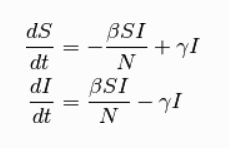 dS/dt = −βSI/N + γI
dI/dt = βSI/N − γI